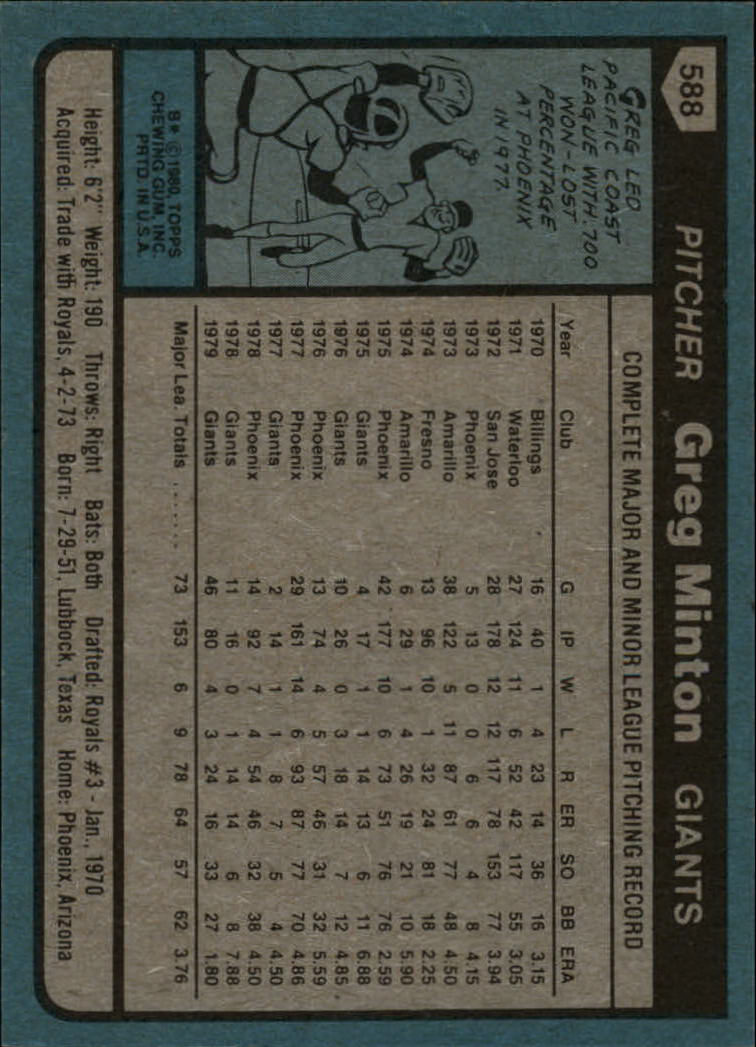 588 PITCHER Greg Minton GIANTS
GREG LED
PACIFIC COAST
LEAGUE WITH .700
WON-LOST
PERCENTAGE
AT PHOENIX
IN 1977.
B* © 1980 TOPPS
CHEWING GUM, INC.
PRTD. IN U.S.A.
COMPLETE MAJOR AND MINOR LEAGUE PITCHING RECORD
Year Club G IP W L R ER SO BB ERA
1970 Billings 16 40 1 4 23 14 36 16 3.15
1971 Waterloo 27 124 11 6 52 42 117 55 3.05
1972 San Jose 28 178 12 12 117 78 153 77 3.94
1973 Phoenix 5 13 0 0 6 6 4 8 4.15
1973 Amarillo 38 122 5 11 87 61 77 48 4.50
1974 Fresno 13 96 10 1 32 24 81 18 2.25
1974 Amarillo 6 29 1 4 26 19 21 10 5.90
1975 Phoenix 42 177 10 6 73 51 76 76 2.59
1975 Giants 4 17 1 1 14 13 6 11 6.88
1976 Giants 10 26 0 3 18 14 7 12 4.85
1976 Phoenix 13 74 4 5 57 46 31 32 5.59
1977 Phoenix 29 161 14 6 93 87 77 70 4.86
1977 Giants 2 14 1 1 8 7 5 4 4.50
1978 Phoenix 14 92 7 4 54 46 32 38 4.50
1978 Giants 11 16 0 1 14 14 6 8 7.88
1979 Giants 46 80 4 3 24 16 33 27 1.80
Major Lea. Totals ....... 73 153 6 9 78 64 57 62 3.76
Height: 6'2" Weight: 190 Throws: Right Bats: Both Drafted: Royals #3 - Jan., 1970
Acquired: Trade with Royals, 4-2-73 Born: 7-29-51, Lubbock, Texas Home: Phoenix, Arizona